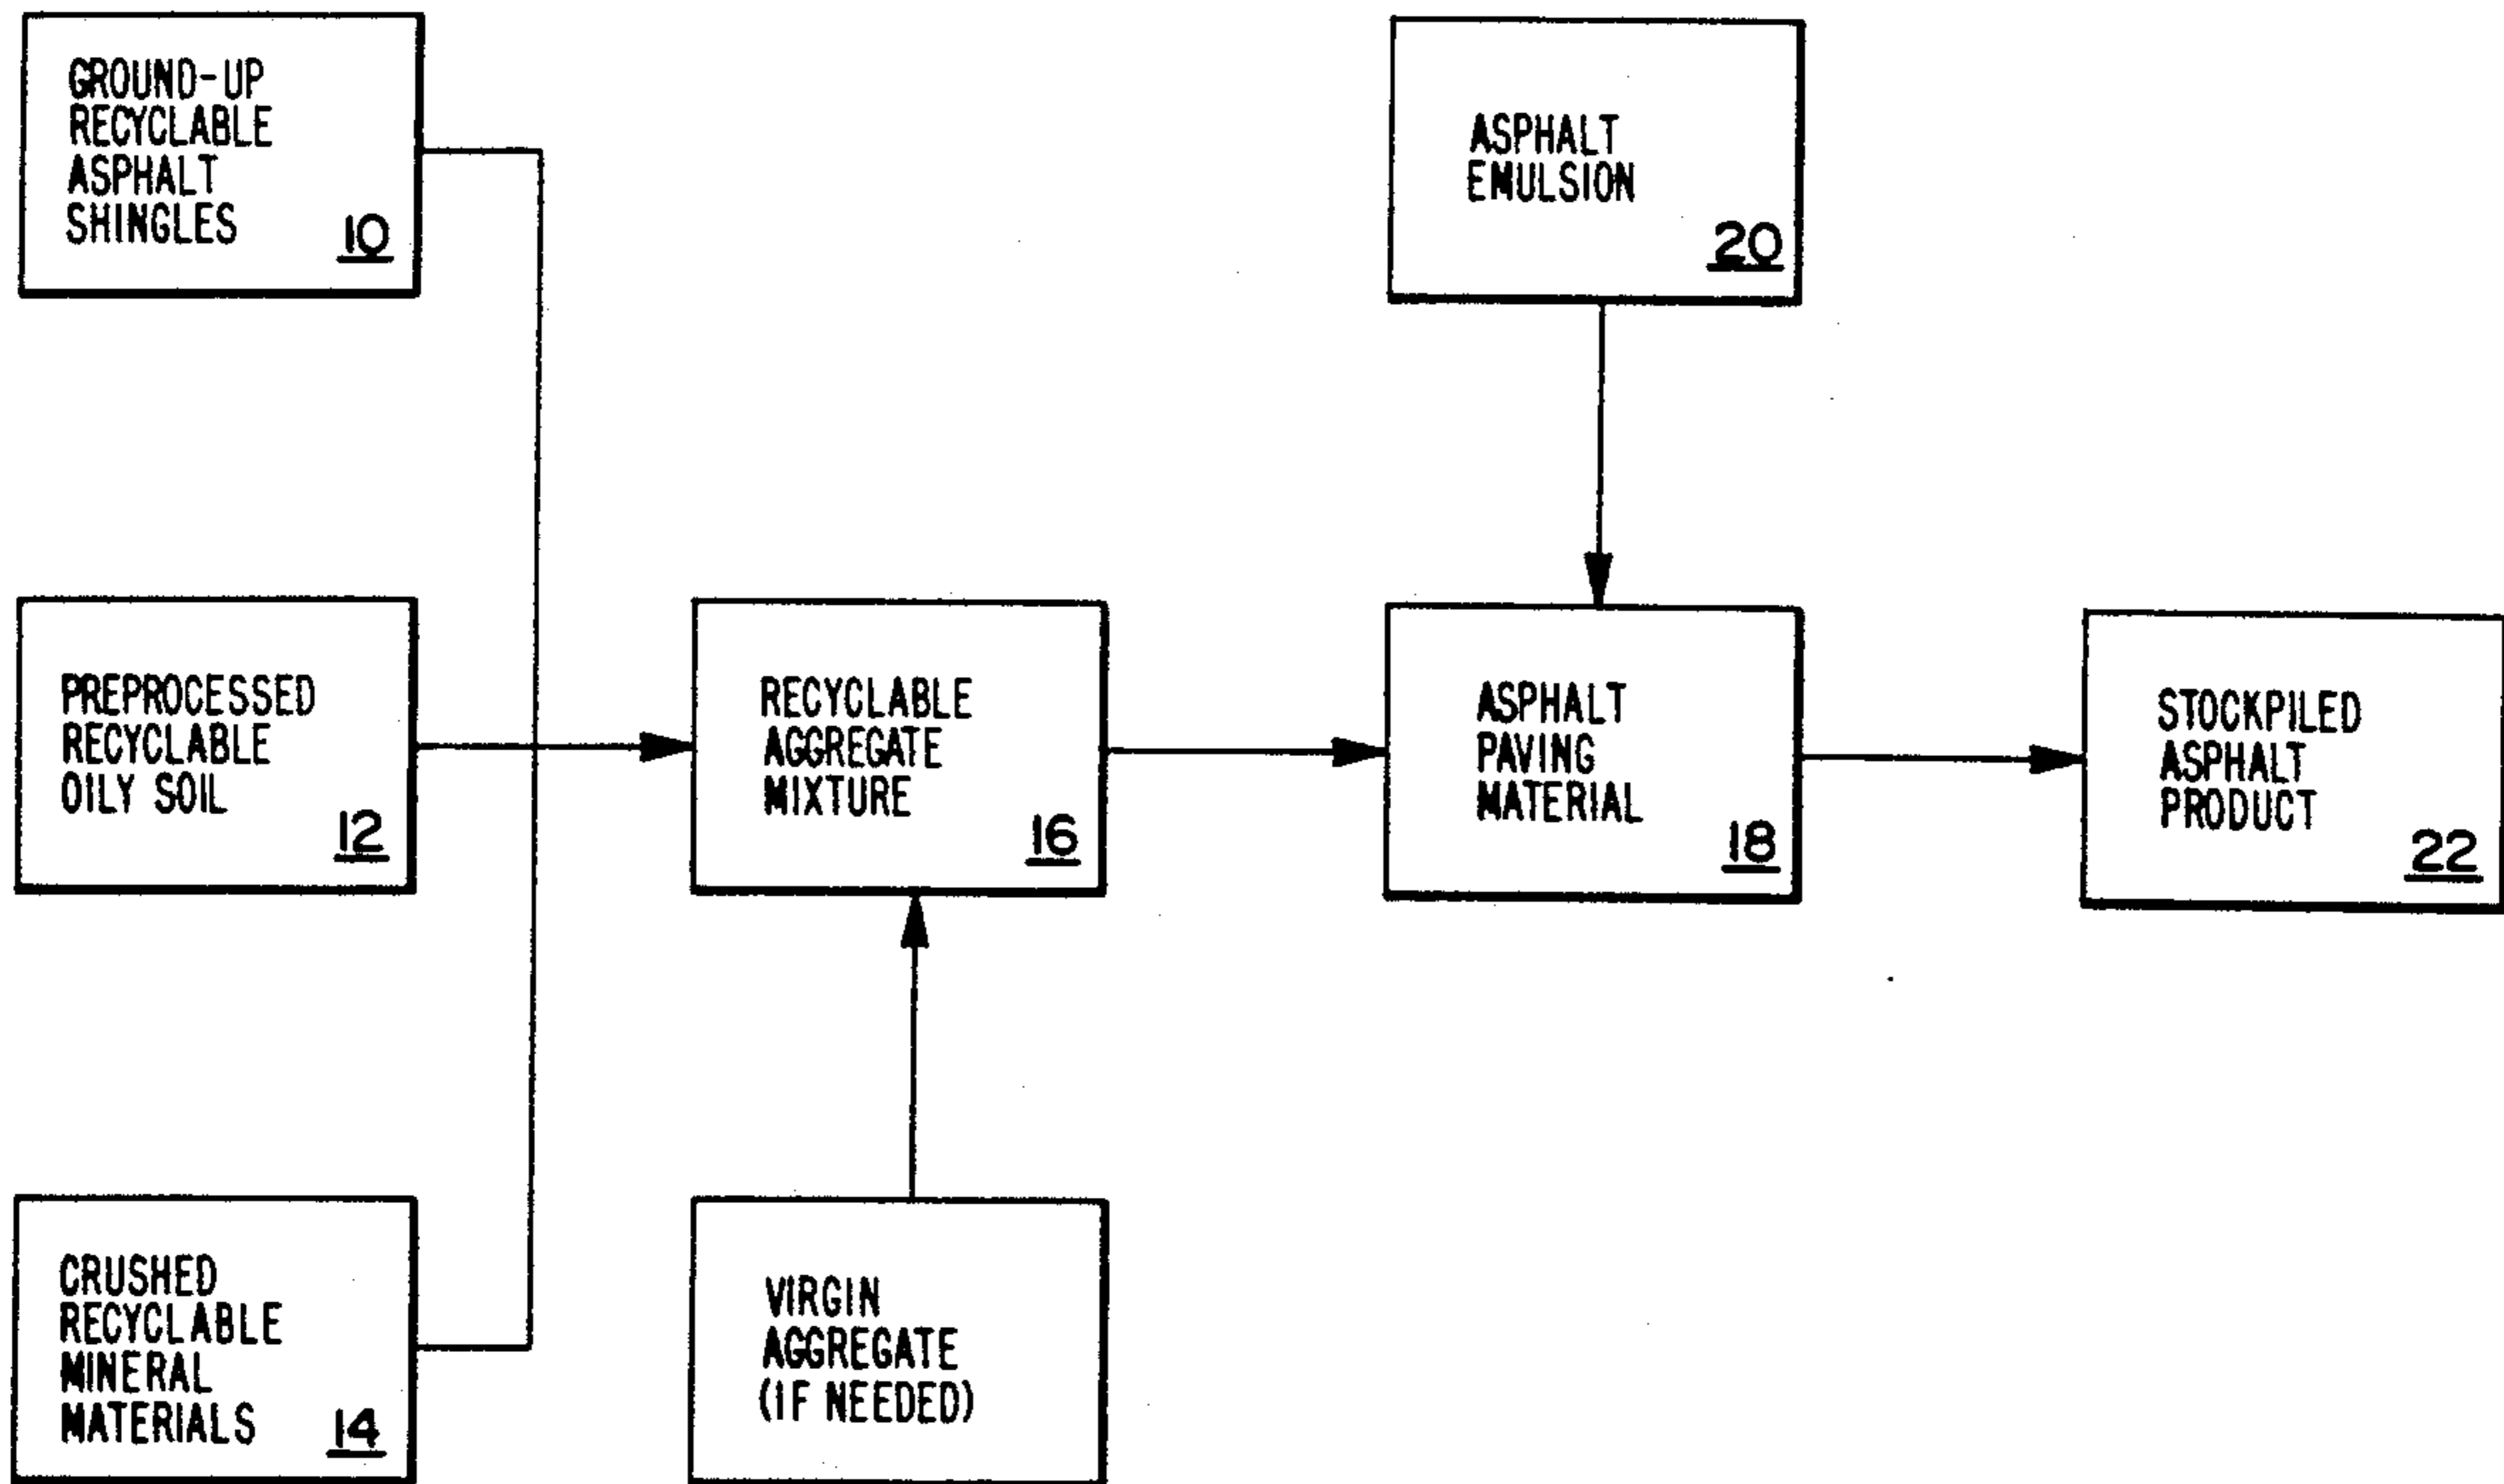 GROUND-UP
RECYCLABLE
ASPHALT
SHINGLES
10
ASPHALT
EMULSION
20
PREPROCESSED
RECYCLABLE
OILY SOIL
12
RECYCLABLE
AGGREGATE
MIXTURE
16
ASPHALT
PAVING
MATERIAL
18
STOCKPILED
ASPHALT
PRODUCT
22
CRUSHED
RECYCLABLE
MINERAL
MATERIALS
14
VIRGIN
AGGREGATE
(IF NEEDED)